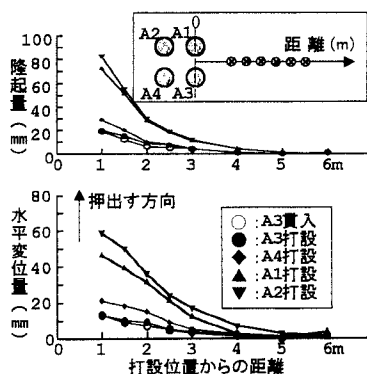 0
A2 A1
A4 A3
距離(m)
隆起量(mm)
100
80
60
40
20
0
1 2 3 4 5 6m
水平変位量(mm)
押出す方向
60
40
20
0
○:A3貫入
●:A3打設
◆:A4打設
▲:A1打設
▼:A2打設
0 1 2 3 4 5 6m
打設位置からの距離